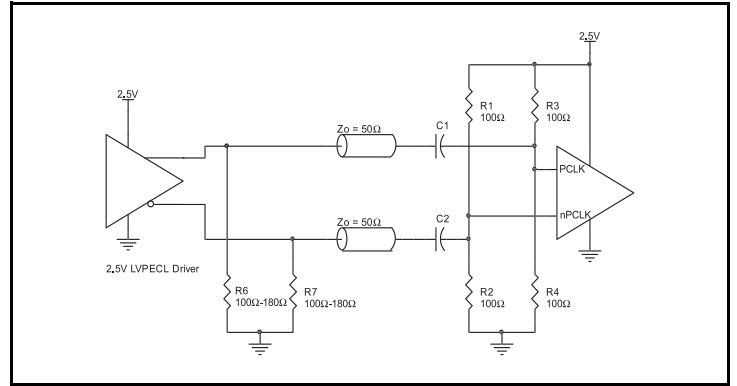 2.5V
2.5V
Zo = 50Ω
C1
R1
100Ω
R3
100Ω
PCLK
nPCLK
Zo = 50Ω
C2
2.5V LVPECL Driver
R6
100Ω-180Ω
R7
100Ω-180Ω
R2
100Ω
R4
100Ω